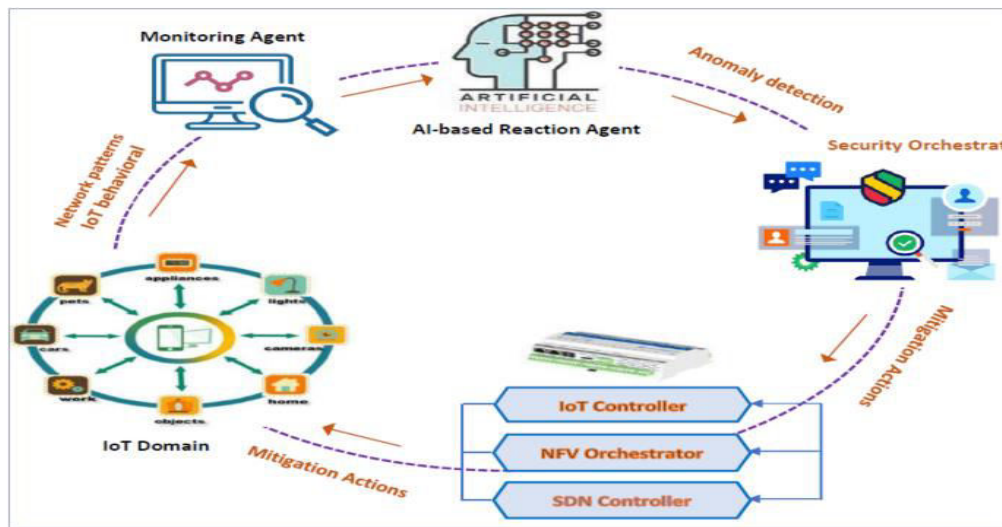 Monitoring Agent
ARTIFICIAL
INTELLIGENCE
AI-based Reaction Agent
Anomaly detection
Security Orchestrat
Network patterns
IoT behavioral
appliances
pets
lights
cars
cameras
work
home
objects
IoT Domain
Mitigation Actions
IoT Controller
NFV Orchestrator
SDN Controller
Mitigation Actions